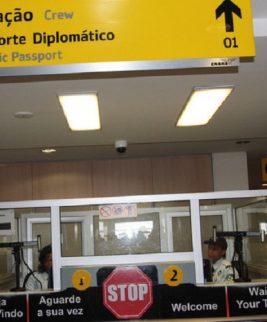 ação Crew
orte Diplomático
ic Passport
01
1
2
STOP
Vindo
Aguarde
a sua vez
Welcome
Wai
Your T